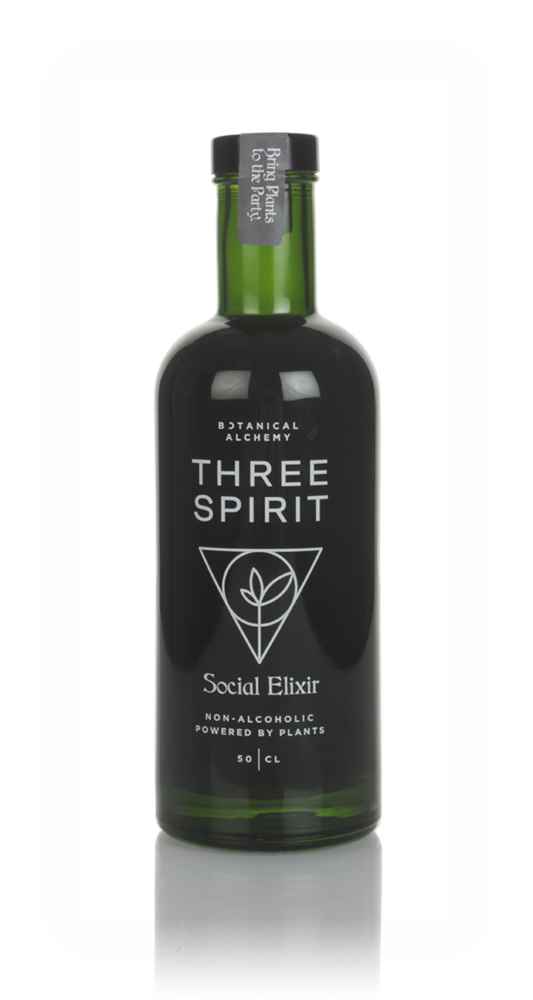 Bring Plants
to the Party!
BOTANICAL
ALCHEMY
THREE
SPIRIT
Social Elixir
NON-ALCOHOLIC
POWERED BY PLANTS
50 | CL